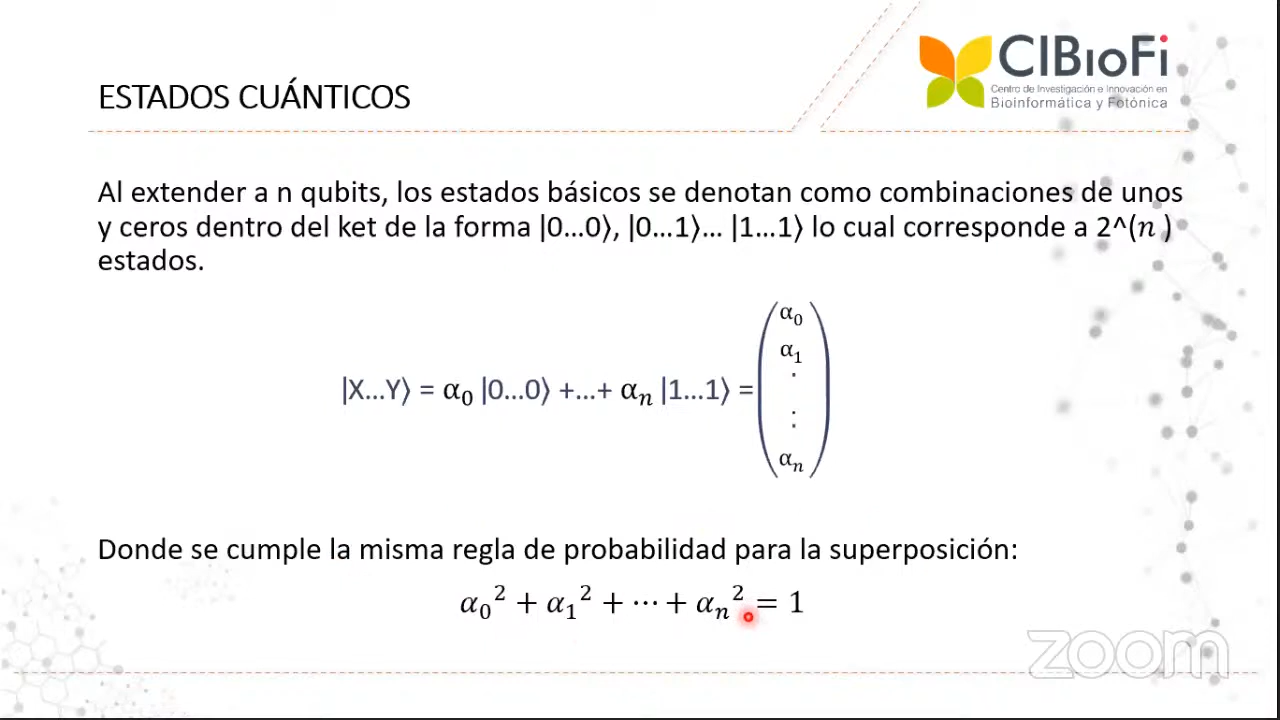 CIBioFi
Centro de Investigación e Innovación en
Bioinformática y Fotónica
ESTADOS CUÁNTICOS
Al extender a n qubits, los estados básicos se denotan como combinaciones de unos
y ceros dentro del ket de la forma |0...0⟩, |0...1⟩... |1...1⟩ lo cual corresponde a 2^(n )
estados.
|X...Y⟩ = α₀ |0...0⟩ +...+ αₙ |1...1⟩ = (α₀ α₁ . ⋮ αₙ)
Donde se cumple la misma regla de probabilidad para la superposición:
α₀² + α₁² + ⋯ + αₙ² = 1
zoom